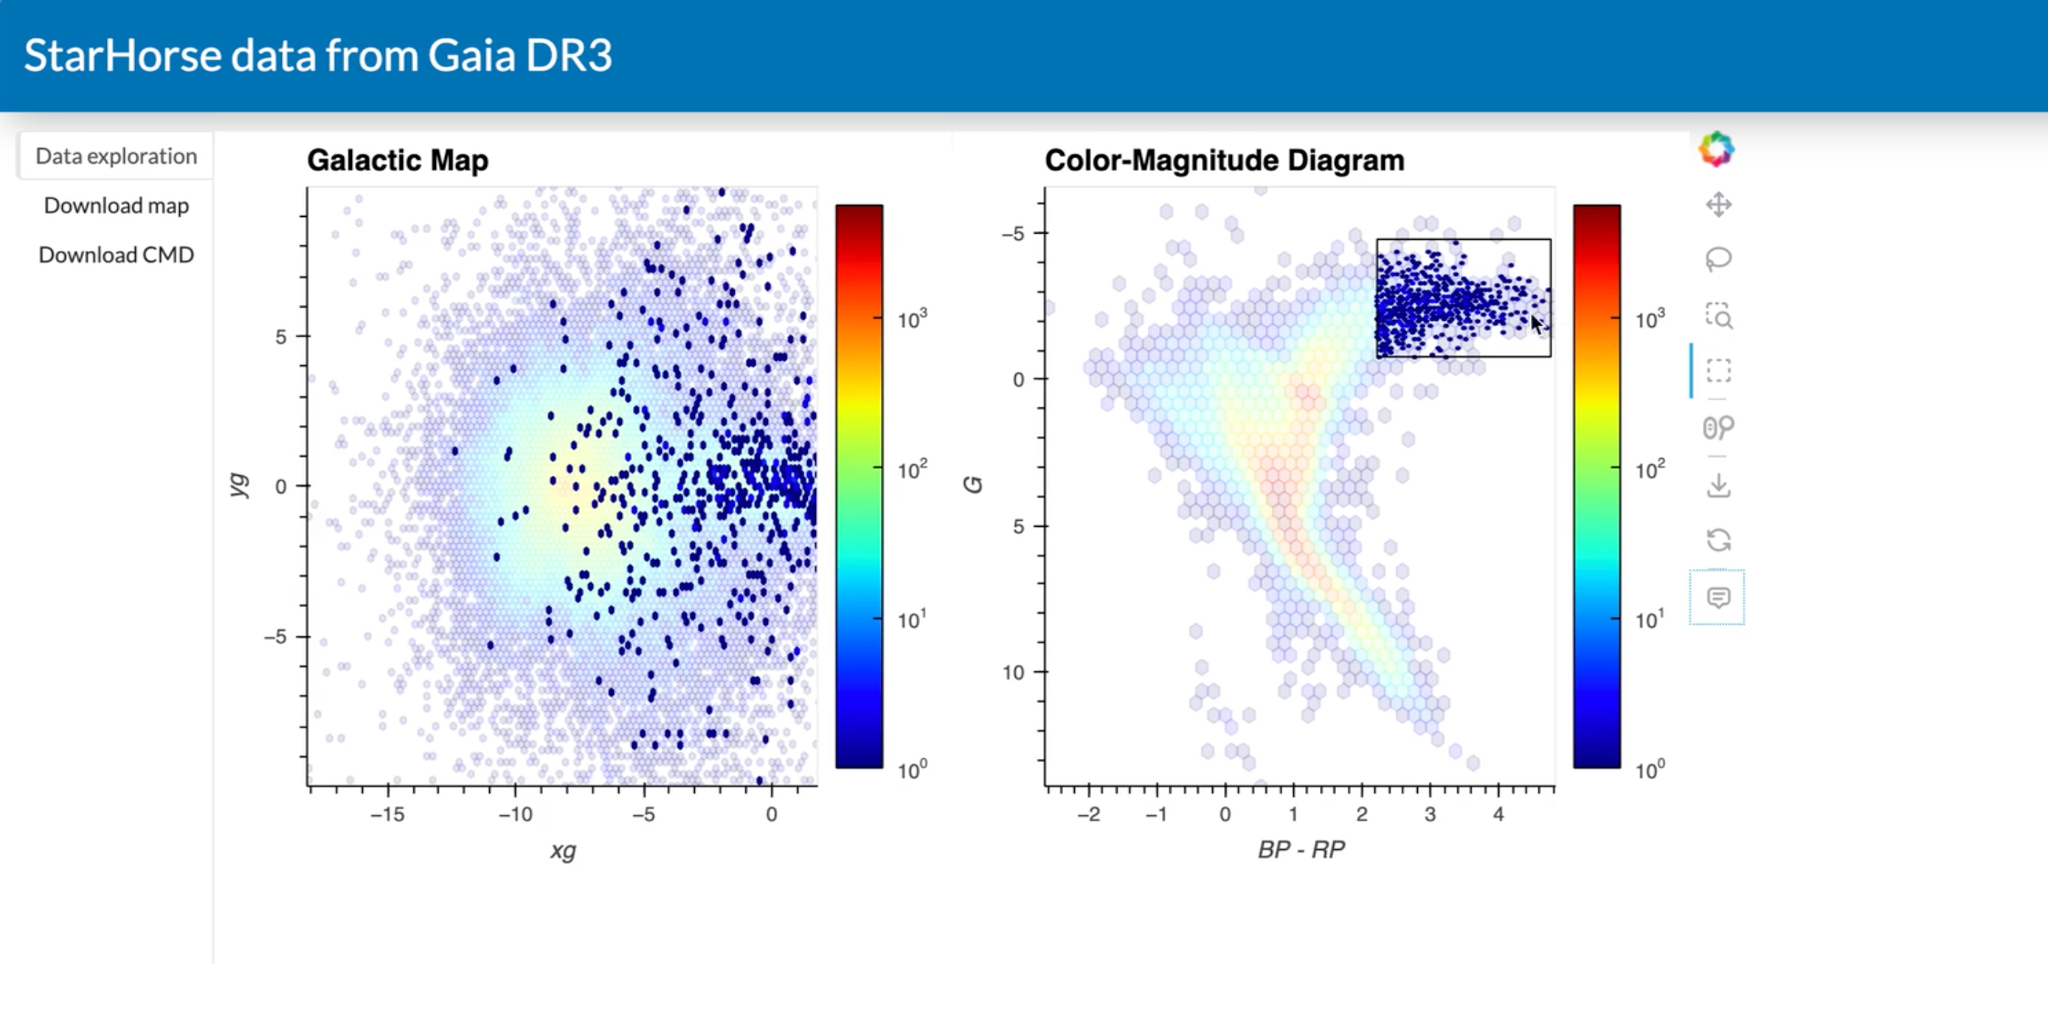 StarHorse data from Gaia DR3
Data exploration
Download map
Download CMD
Galactic Map
yg
5
0
−5
−15
−10
−5
0
xg
10³
10²
10¹
10⁰
Color-Magnitude Diagram
G
−5
0
5
10
−2
−1
0
1
2
3
4
BP - RP
10³
10²
10¹
10⁰